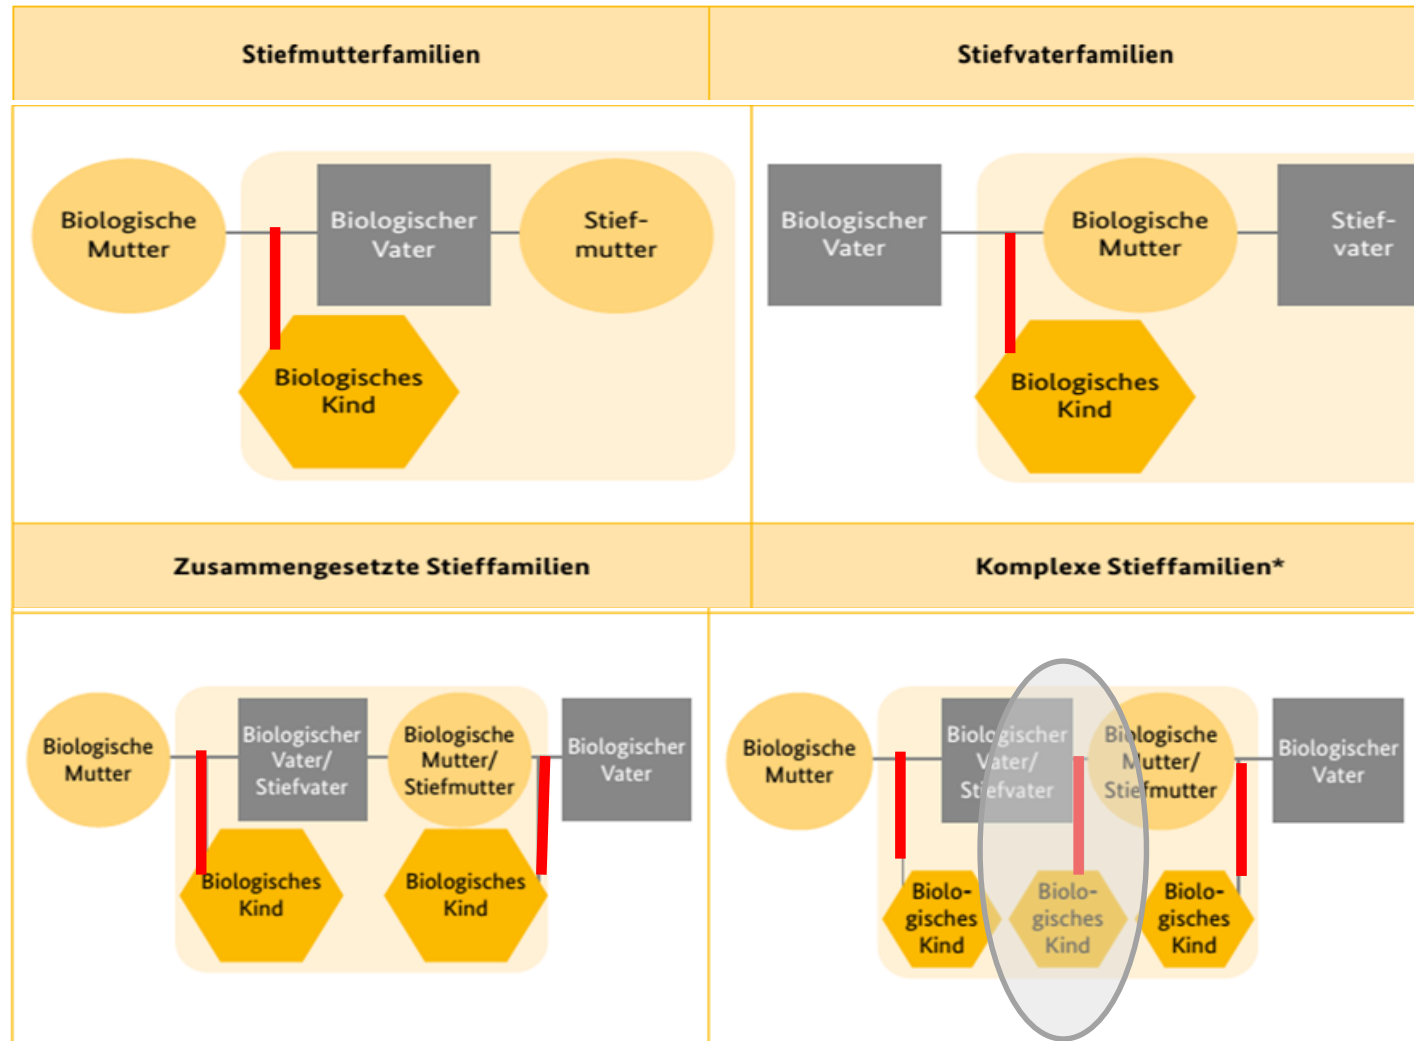 Stiefmutterfamilien
Stiefvaterfamilien
Biologische
Mutter
Biologischer
Vater
Stief-
mutter
Biologisches
Kind
Biologischer
Vater
Biologische
Mutter
Stief-
vater
Biologisches
Kind
Zusammengesetzte Stieffamilien
Komplexe Stieffamilien*
Biologische
Mutter
Biologischer
Vater/
Stiefvater
Biologische
Mutter/
Stiefmutter
Biologischer
Vater
Biologisches
Kind
Biologisches
Kind
Biologische
Mutter
Biologischer
Vater/
Stiefvater
Biologische
Mutter/
Stiefmutter
Biologischer
Vater
Biolo-
gisches
Kind
Biolo-
gisches
Kind
Biolo-
gisches
Kind